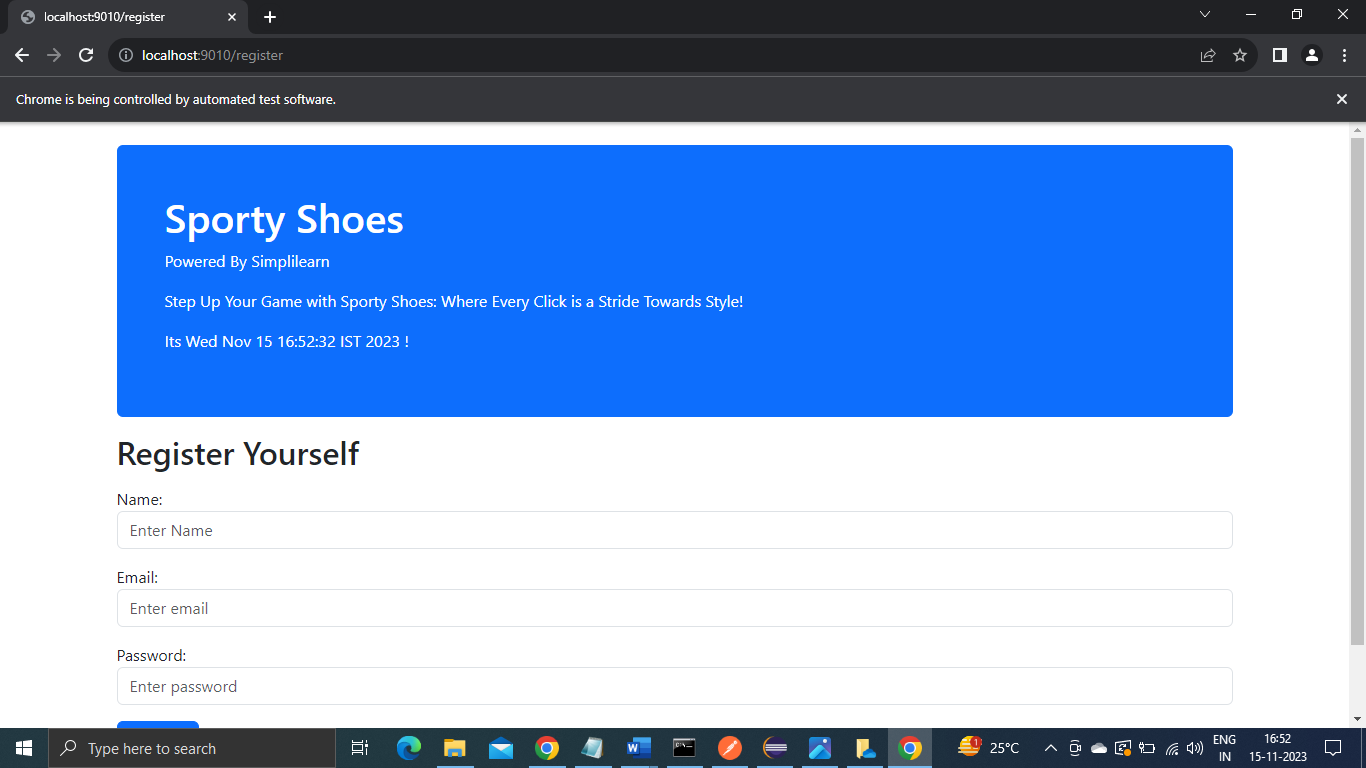 localhost:9010/register
localhost:9010/register
Chrome is being controlled by automated test software.
Sporty Shoes
Powered By Simplilearn
Step Up Your Game with Sporty Shoes: Where Every Click is a Stride Towards Style!
Its Wed Nov 15 16:52:32 IST 2023 !
Register Yourself
Name:
Enter Name
Email:
Enter email
Password:
Enter password
Type here to search
1
25°C
ENG
IN
16:52
15-11-2023